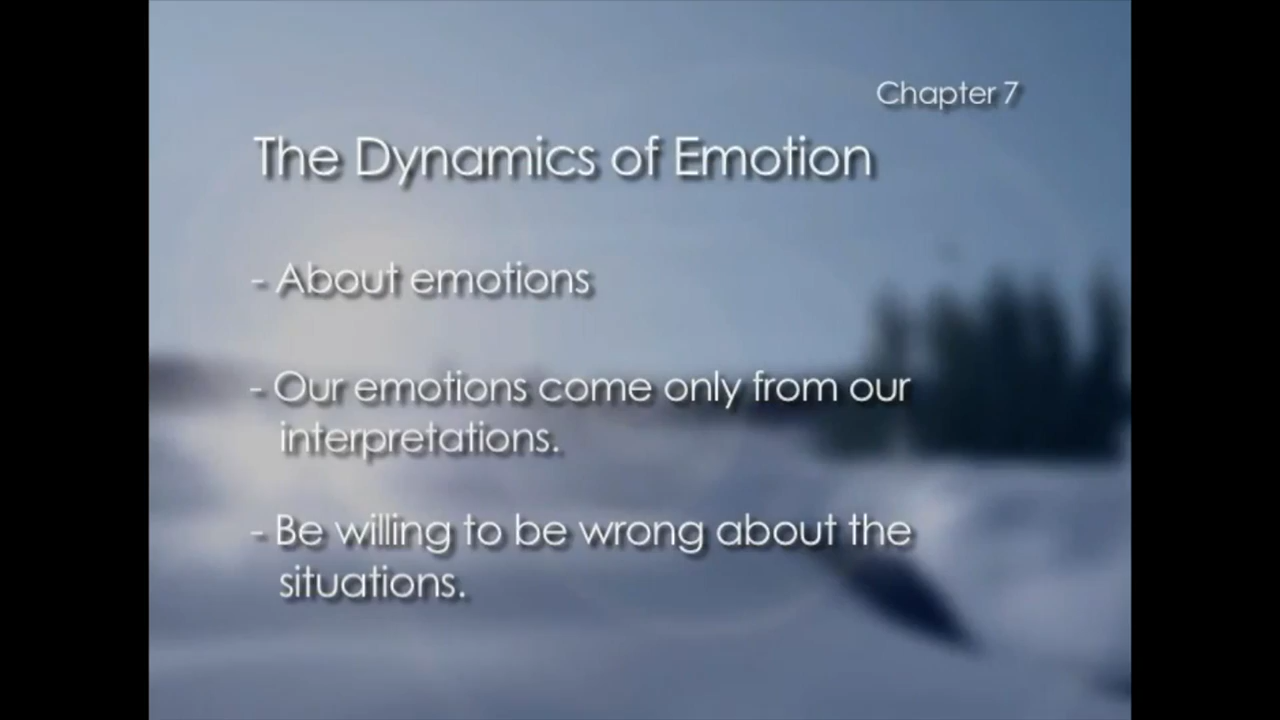 Chapter 7
The Dynamics of Emotion
- About emotions
- Our emotions come only from our
interpretations.
- Be willing to be wrong about the
situations.